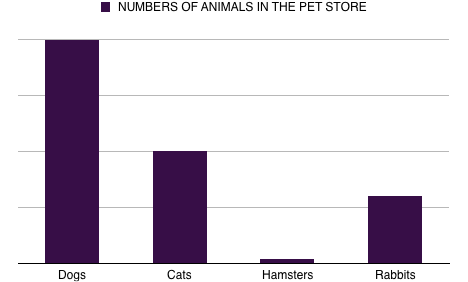 NUMBERS OF ANIMALS IN THE PET STORE
Dogs Cats Hamsters Rabbits